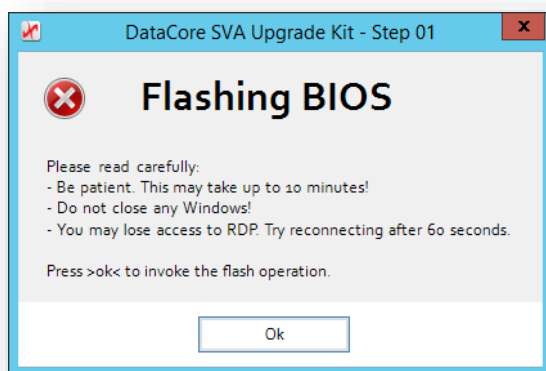 DataCore SVA Upgrade Kit - Step 01
x
Flashing BIOS
Please read carefully:
- Be patient. This may take up to 10 minutes!
- Do not close any Windows!
- You may lose access to RDP. Try reconnecting after 60 seconds.
Press >ok< to invoke the flash operation.
Ok